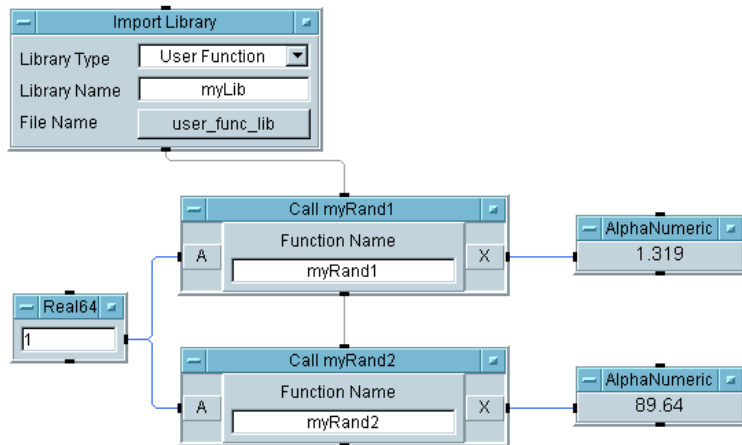 Import Library
Library Type User Function
Library Name myLib
File Name user_func_lib
Call myRand1
Function Name
A myRand1 X
AlphaNumeric
1.319
Real64
1
Call myRand2
Function Name
A myRand2 X
AlphaNumeric
89.64